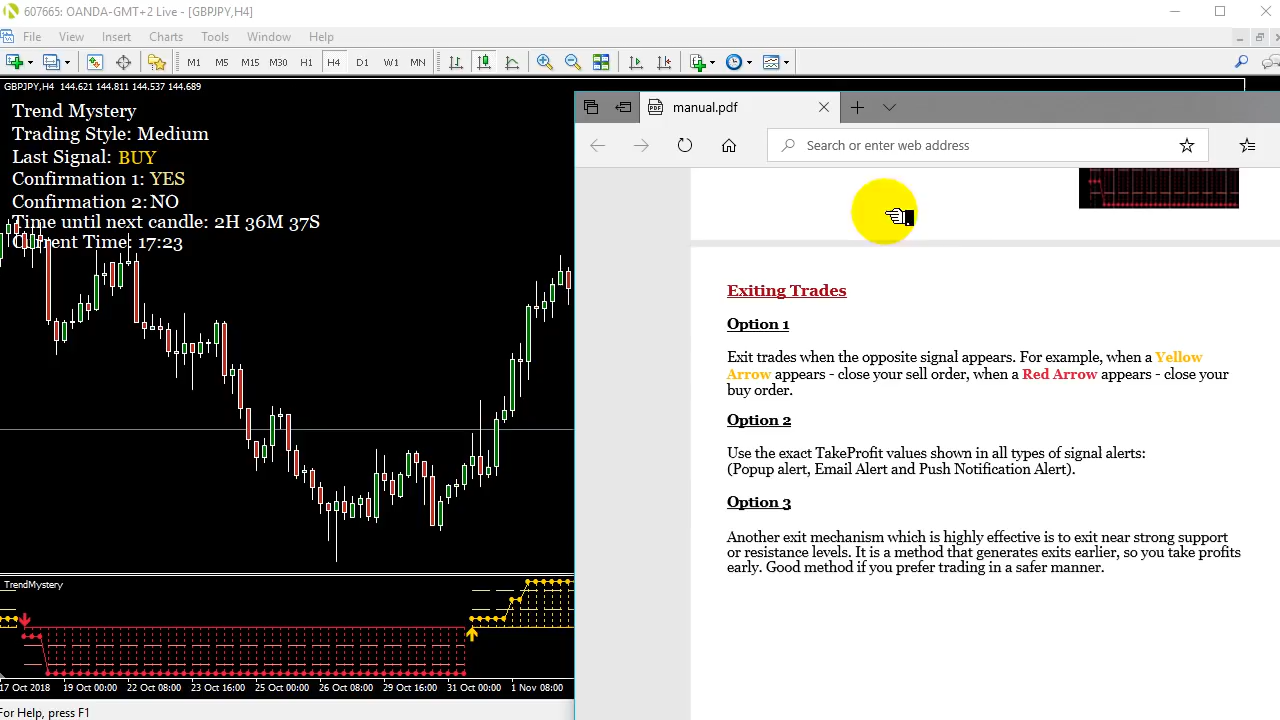 607665: OANDA-GMT+2 Live - [GBPJPY,H4]
File View Insert Charts Tools Window Help
M1 M5 M15 M30 H1 H4 D1 W1 MN
GBPJPY,H4 144.621 144.811 144.537 144.689
Trend Mystery
Trading Style: Medium
Last Signal: BUY
Confirmation 1: YES
Confirmation 2: NO
Time until next candle: 2H 36M 37S
Current Time: 17:23
TrendMystery
17 Oct 2018 19 Oct 00:00 22 Oct 08:00 23 Oct 16:00 25 Oct 00:00 26 Oct 08:00 29 Oct 16:00 31 Oct 00:00 1 Nov 08:00
For Help, press F1
manual.pdf
Search or enter web address
Exiting Trades
Option 1
Exit trades when the opposite signal appears. For example, when a Yellow
Arrow appears - close your sell order, when a Red Arrow appears - close your
buy order.
Option 2
Use the exact TakeProfit values shown in all types of signal alerts:
(Popup alert, Email Alert and Push Notification Alert).
Option 3
Another exit mechanism which is highly effective is to exit near strong support
or resistance levels. It is a method that generates exits earlier, so you take profits
early. Good method if you prefer trading in a safer manner.